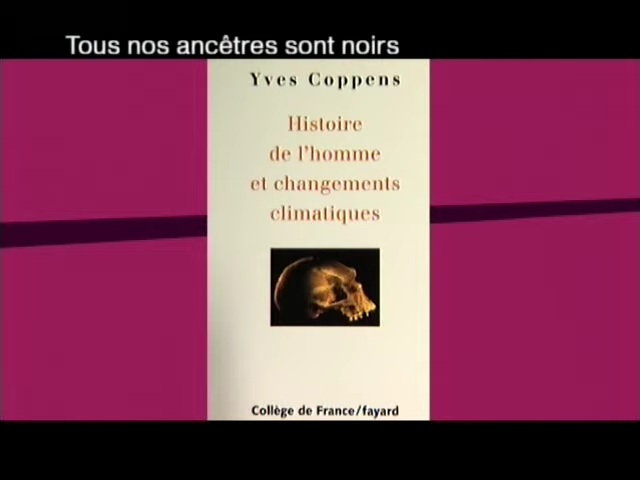 Tous nos ancêtres sont noirs
Yves Coppens
Histoire
de l'homme
et changements
climatiques
Collège de France/fayard